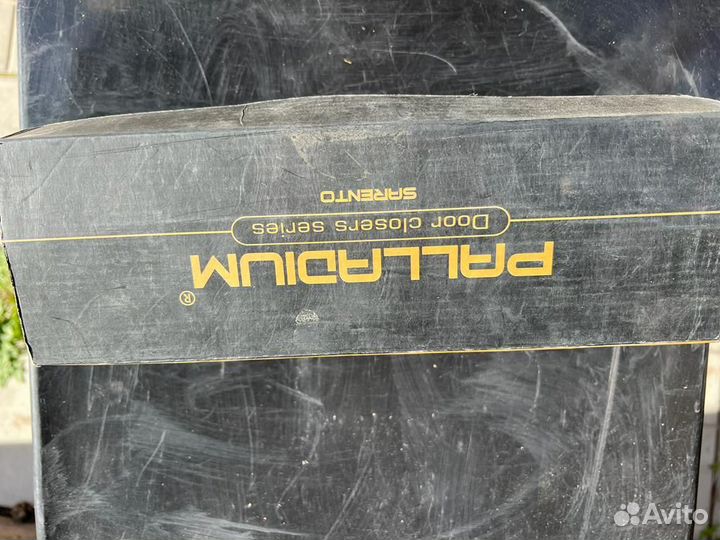 PALLADIUM®
Door closers series
SARENTO
Avito